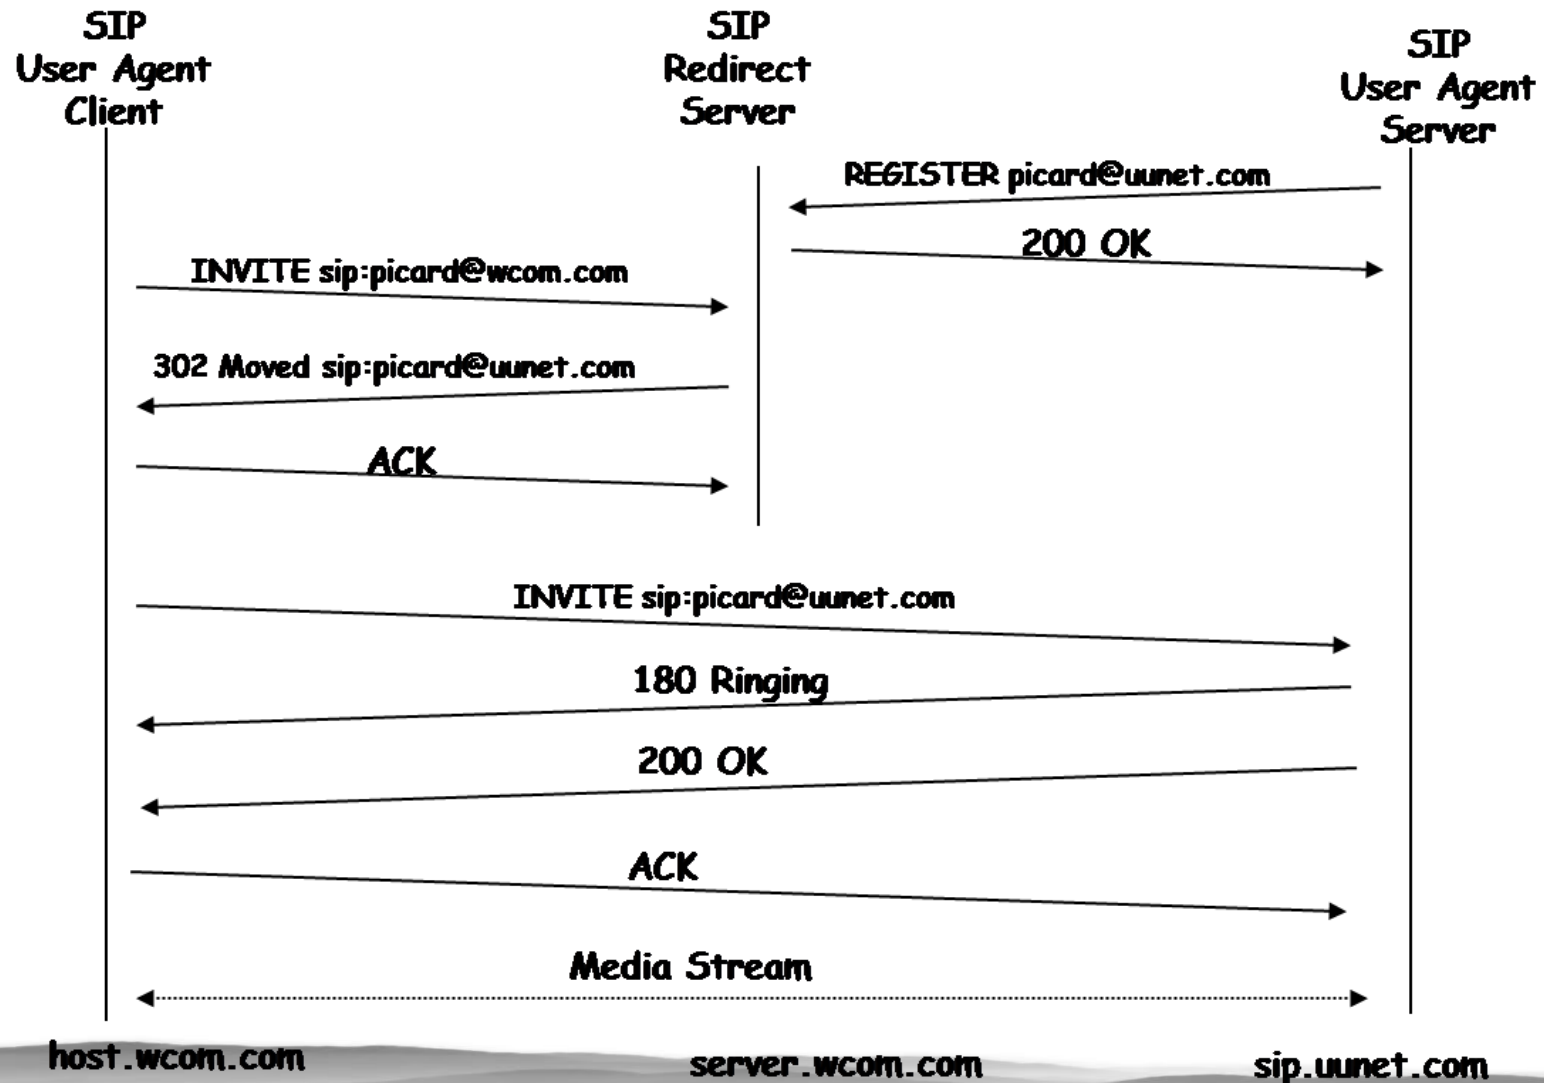 SIP
User Agent
Client
SIP
Redirect
Server
SIP
User Agent
Server
REGISTER picard@uunet.com
200 OK
INVITE sip:picard@wcom.com
302 Moved sip:picard@uunet.com
ACK
INVITE sip:picard@uunet.com
180 Ringing
200 OK
ACK
Media Stream
host.wcom.com
server.wcom.com
sip.uunet.com